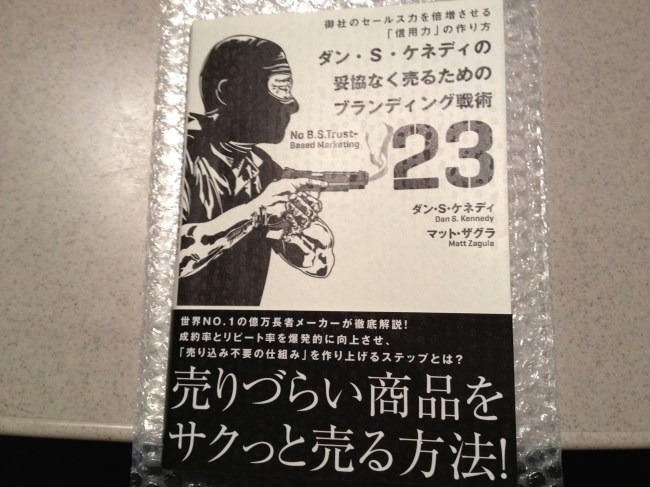 御社のセールス力を倍増させる
「信用力」の作り方
ダン・S・ケネディの
妥協なく売るための
ブランディング戦術
23
No B.S.Trust-
Based Marketing
ダン・S・ケネディ
Dan S. Kennedy
マット・ザグラ
Matt Zagula
世界NO.1の億万長者メーカーが徹底解説！
成約率とリピート率を爆発的に向上させ、
「売り込み不要の仕組み」を作り上げるステップとは？
売りづらい商品を
サクっと売る方法！